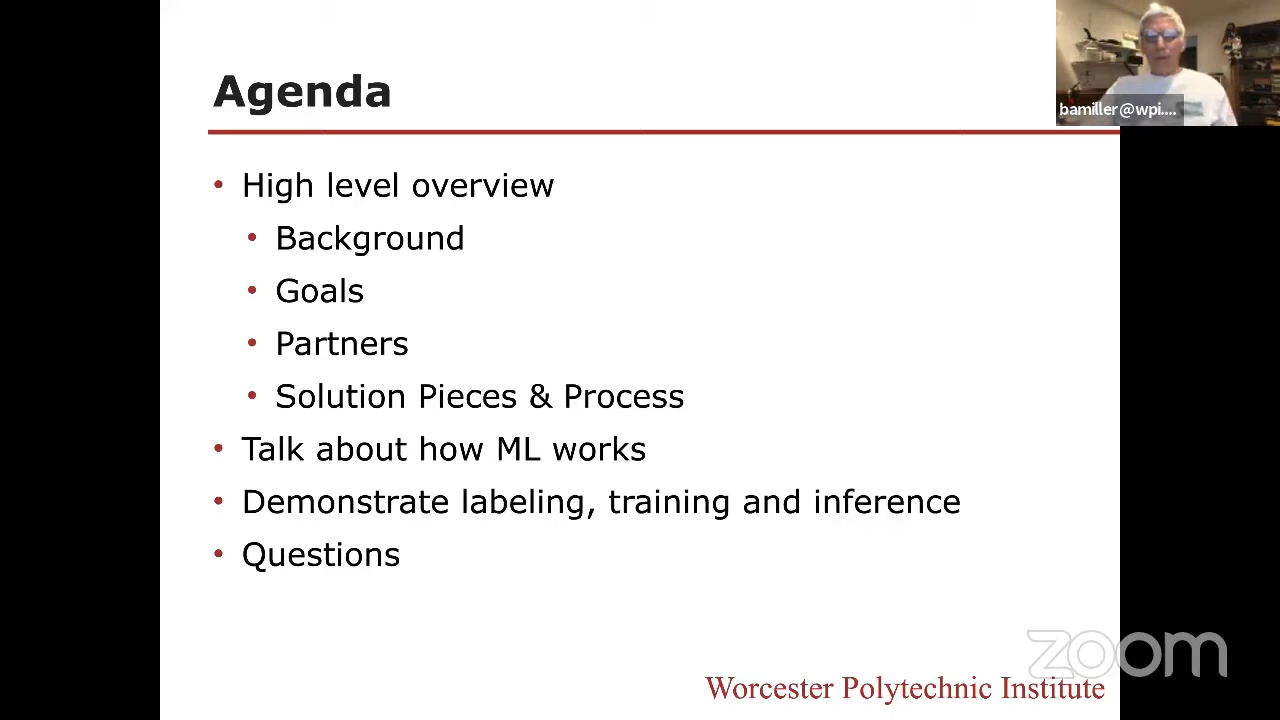 Agenda
bamiller@wpi....
• High level overview
• Background
• Goals
• Partners
• Solution Pieces & Process
• Talk about how ML works
• Demonstrate labeling, training and inference
• Questions
zoom
Worcester Polytechnic Institute